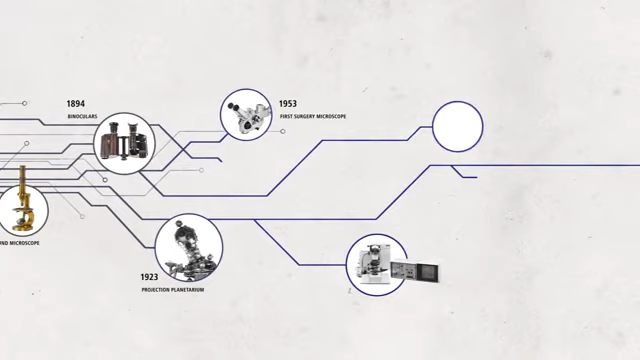 1894
BINOCULARS
1953
FIRST SURGERY MICROSCOPE
ND MICROSCOPE
1923
PROJECTION PLANETARIUM